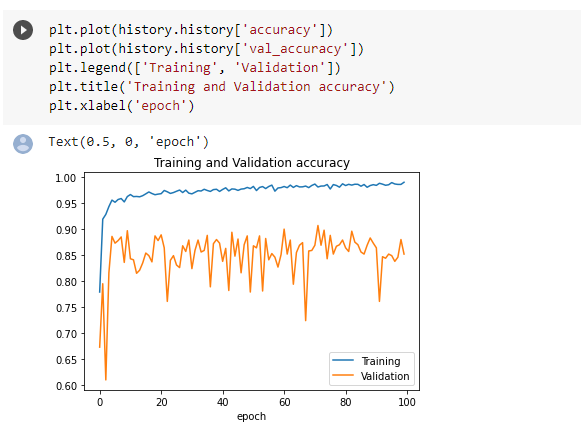 plt.plot(history.history['accuracy'])
plt.plot(history.history['val_accuracy'])
plt.legend(['Training', 'Validation'])
plt.title('Training and Validation accuracy')
plt.xlabel('epoch')
Text(0.5, 0, 'epoch')
Training and Validation accuracy
1.00
0.95
0.90
0.85
0.80
0.75
0.70
0.65
0.60
Training
Validation
0 20 40 60 80 100
epoch